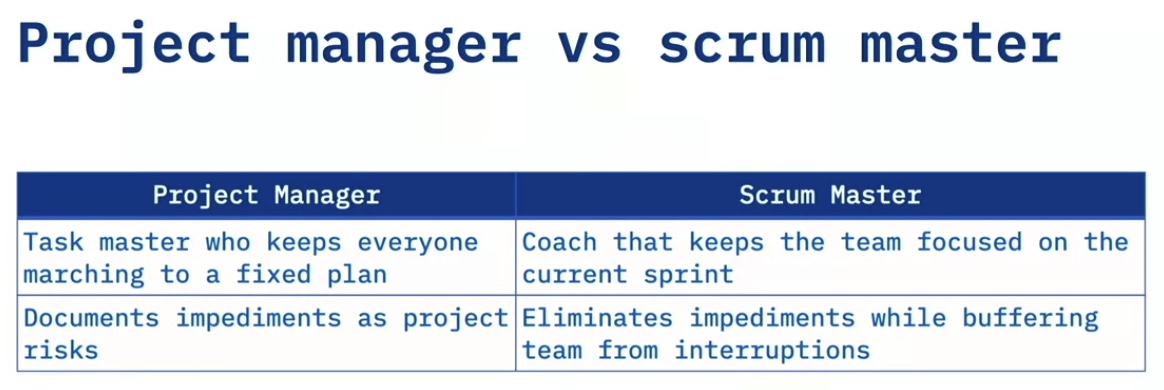 Project manager vs scrum master
Project Manager
Scrum Master
Task master who keeps everyone
marching to a fixed plan
Coach that keeps the team focused on the
current sprint
Documents impediments as project
risks
Eliminates impediments while buffering
team from interruptions